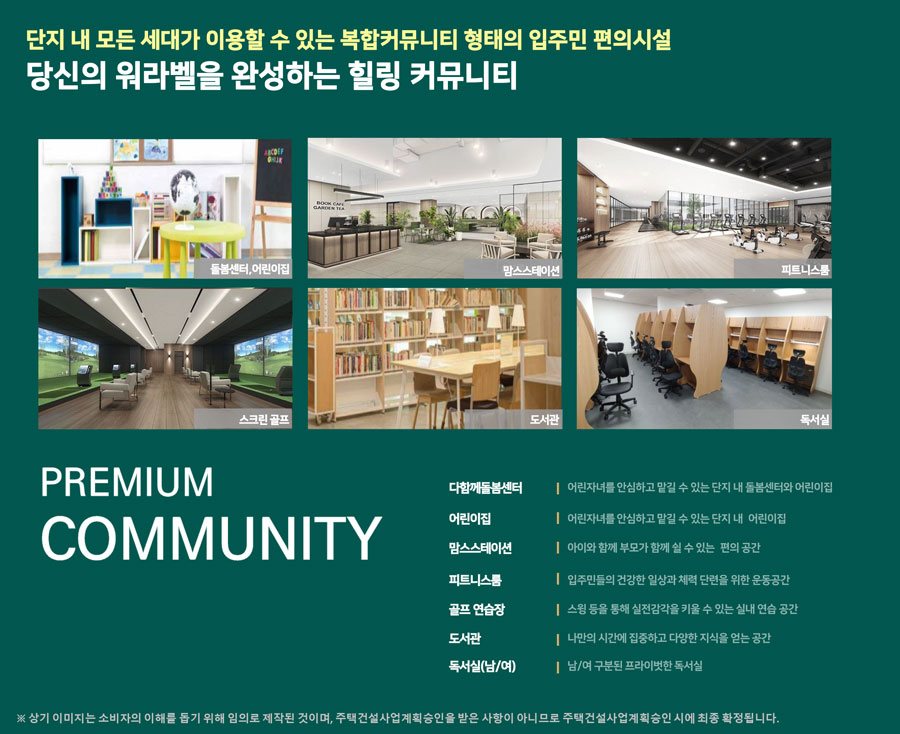 단지 내 모든 세대가 이용할 수 있는 복합커뮤니티 형태의 입주민 편의시설
당신의 워라벨을 완성하는 힐링 커뮤니티
ABCDEF
GHIJK
돌봄센터,어린이집
BOOK CAFE
GARDEN TEA
맘스스테이션
피트니스룸
스크린 골프
도서관
독서실
PREMIUM
COMMUNITY
다함께돌봄센터 | 어린자녀를 안심하고 맡길 수 있는 단지 내 돌봄센터와 어린이집
어린이집 | 어린자녀를 안심하고 맡길 수 있는 단지 내 어린이집
맘스스테이션 | 아이와 함께 부모가 함께 쉴 수 있는 편의 공간
피트니스룸 | 입주민들의 건강한 일상과 체력 단련을 위한 운동공간
골프 연습장 | 스윙 등을 통해 실전감각을 키울 수 있는 실내 연습 공간
도서관 | 나만의 시간에 집중하고 다양한 지식을 얻는 공간
독서실(남/여) | 남/여 구분된 프라이벗한 독서실
※ 상기 이미지는 소비자의 이해를 돕기 위해 임의로 제작된 것이며, 주택건설사업계획승인을 받은 사항이 아니므로 주택건설사업계획승인 시에 최종 확정됩니다.